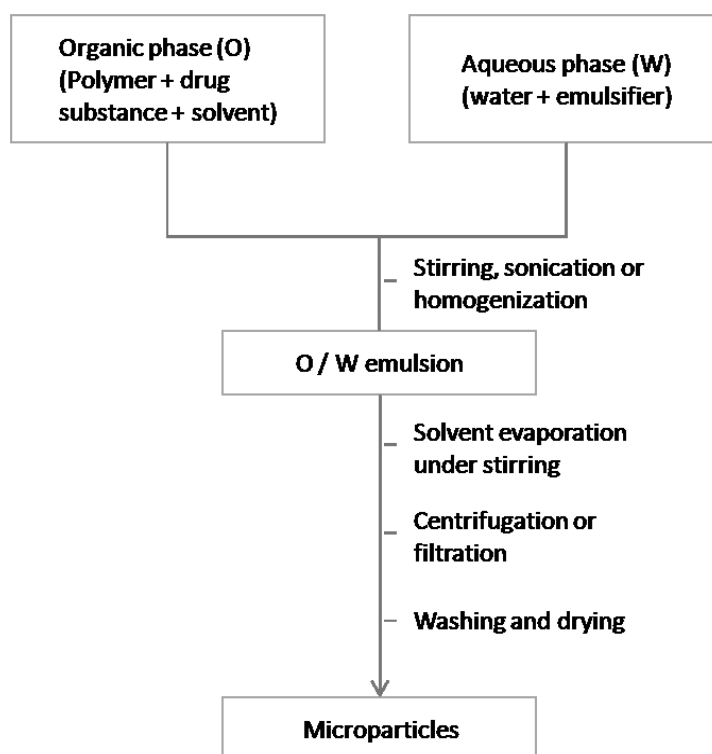 Organic phase (O)
(Polymer + drug
substance + solvent)
Aqueous phase (W)
(water + emulsifier)
Stirring, sonication or
homogenization
O / W emulsion
Solvent evaporation
under stirring
Centrifugation or
filtration
Washing and drying
Microparticles